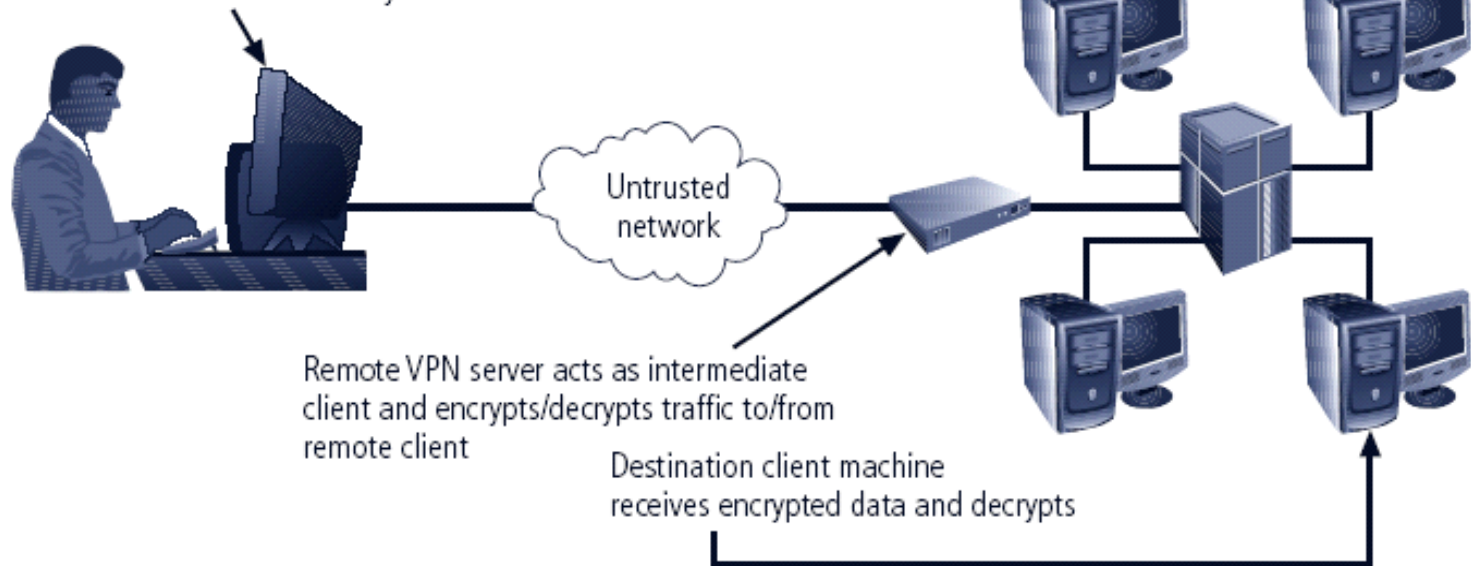 Untrusted
network
Remote VPN server acts as intermediate
client and encrypts/decrypts traffic to/from
remote client
Destination client machine
receives encrypted data and decrypts